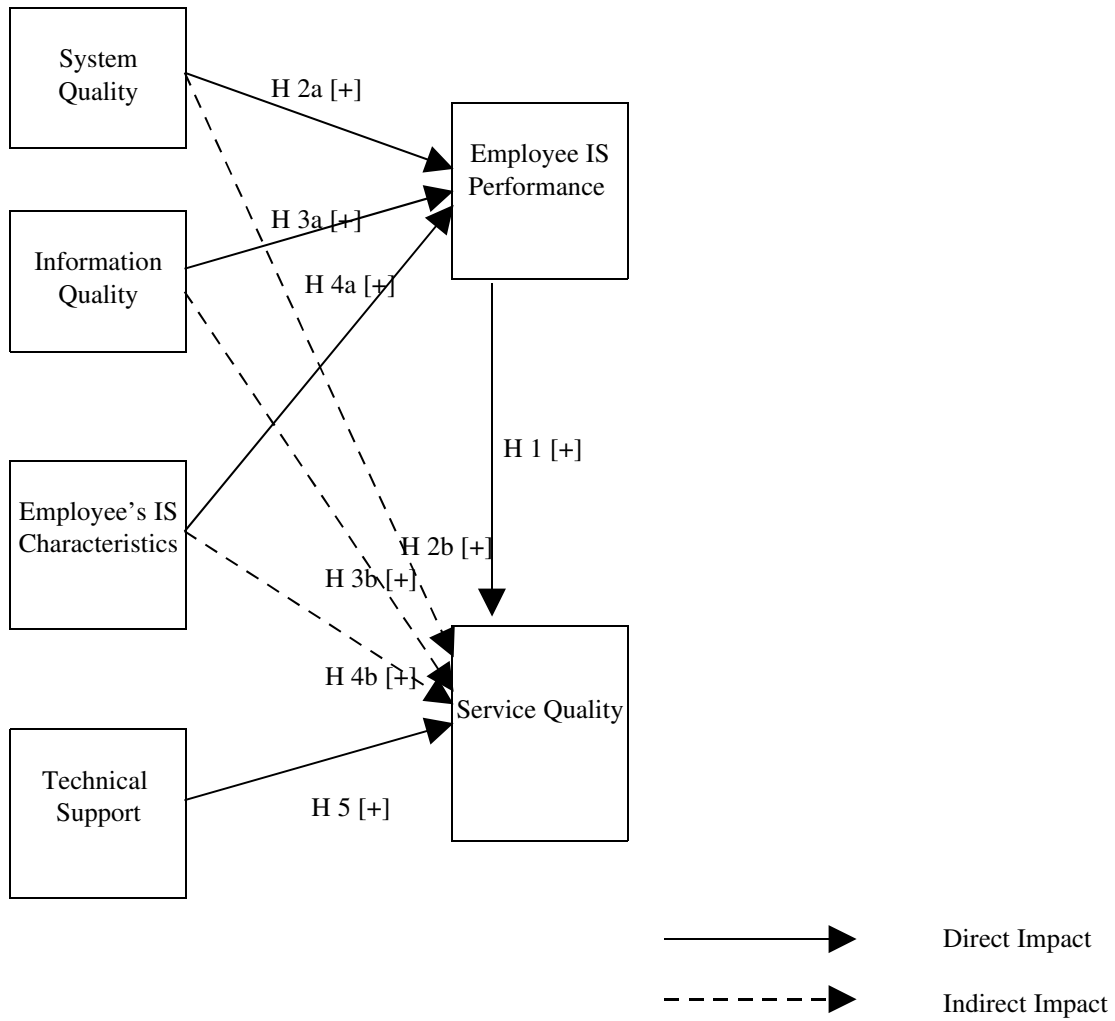 System
Quality
H 2a [+]
Employee IS
Performance
H 3a [+]
Information
Quality
H 4a [+]
H 1 [+]
Employee’s IS
Characteristics
H 2b [+]
H 3b [+]
H 4b [+]
Service Quality
Technical
Support
H 5 [+]
Direct Impact
Indirect Impact